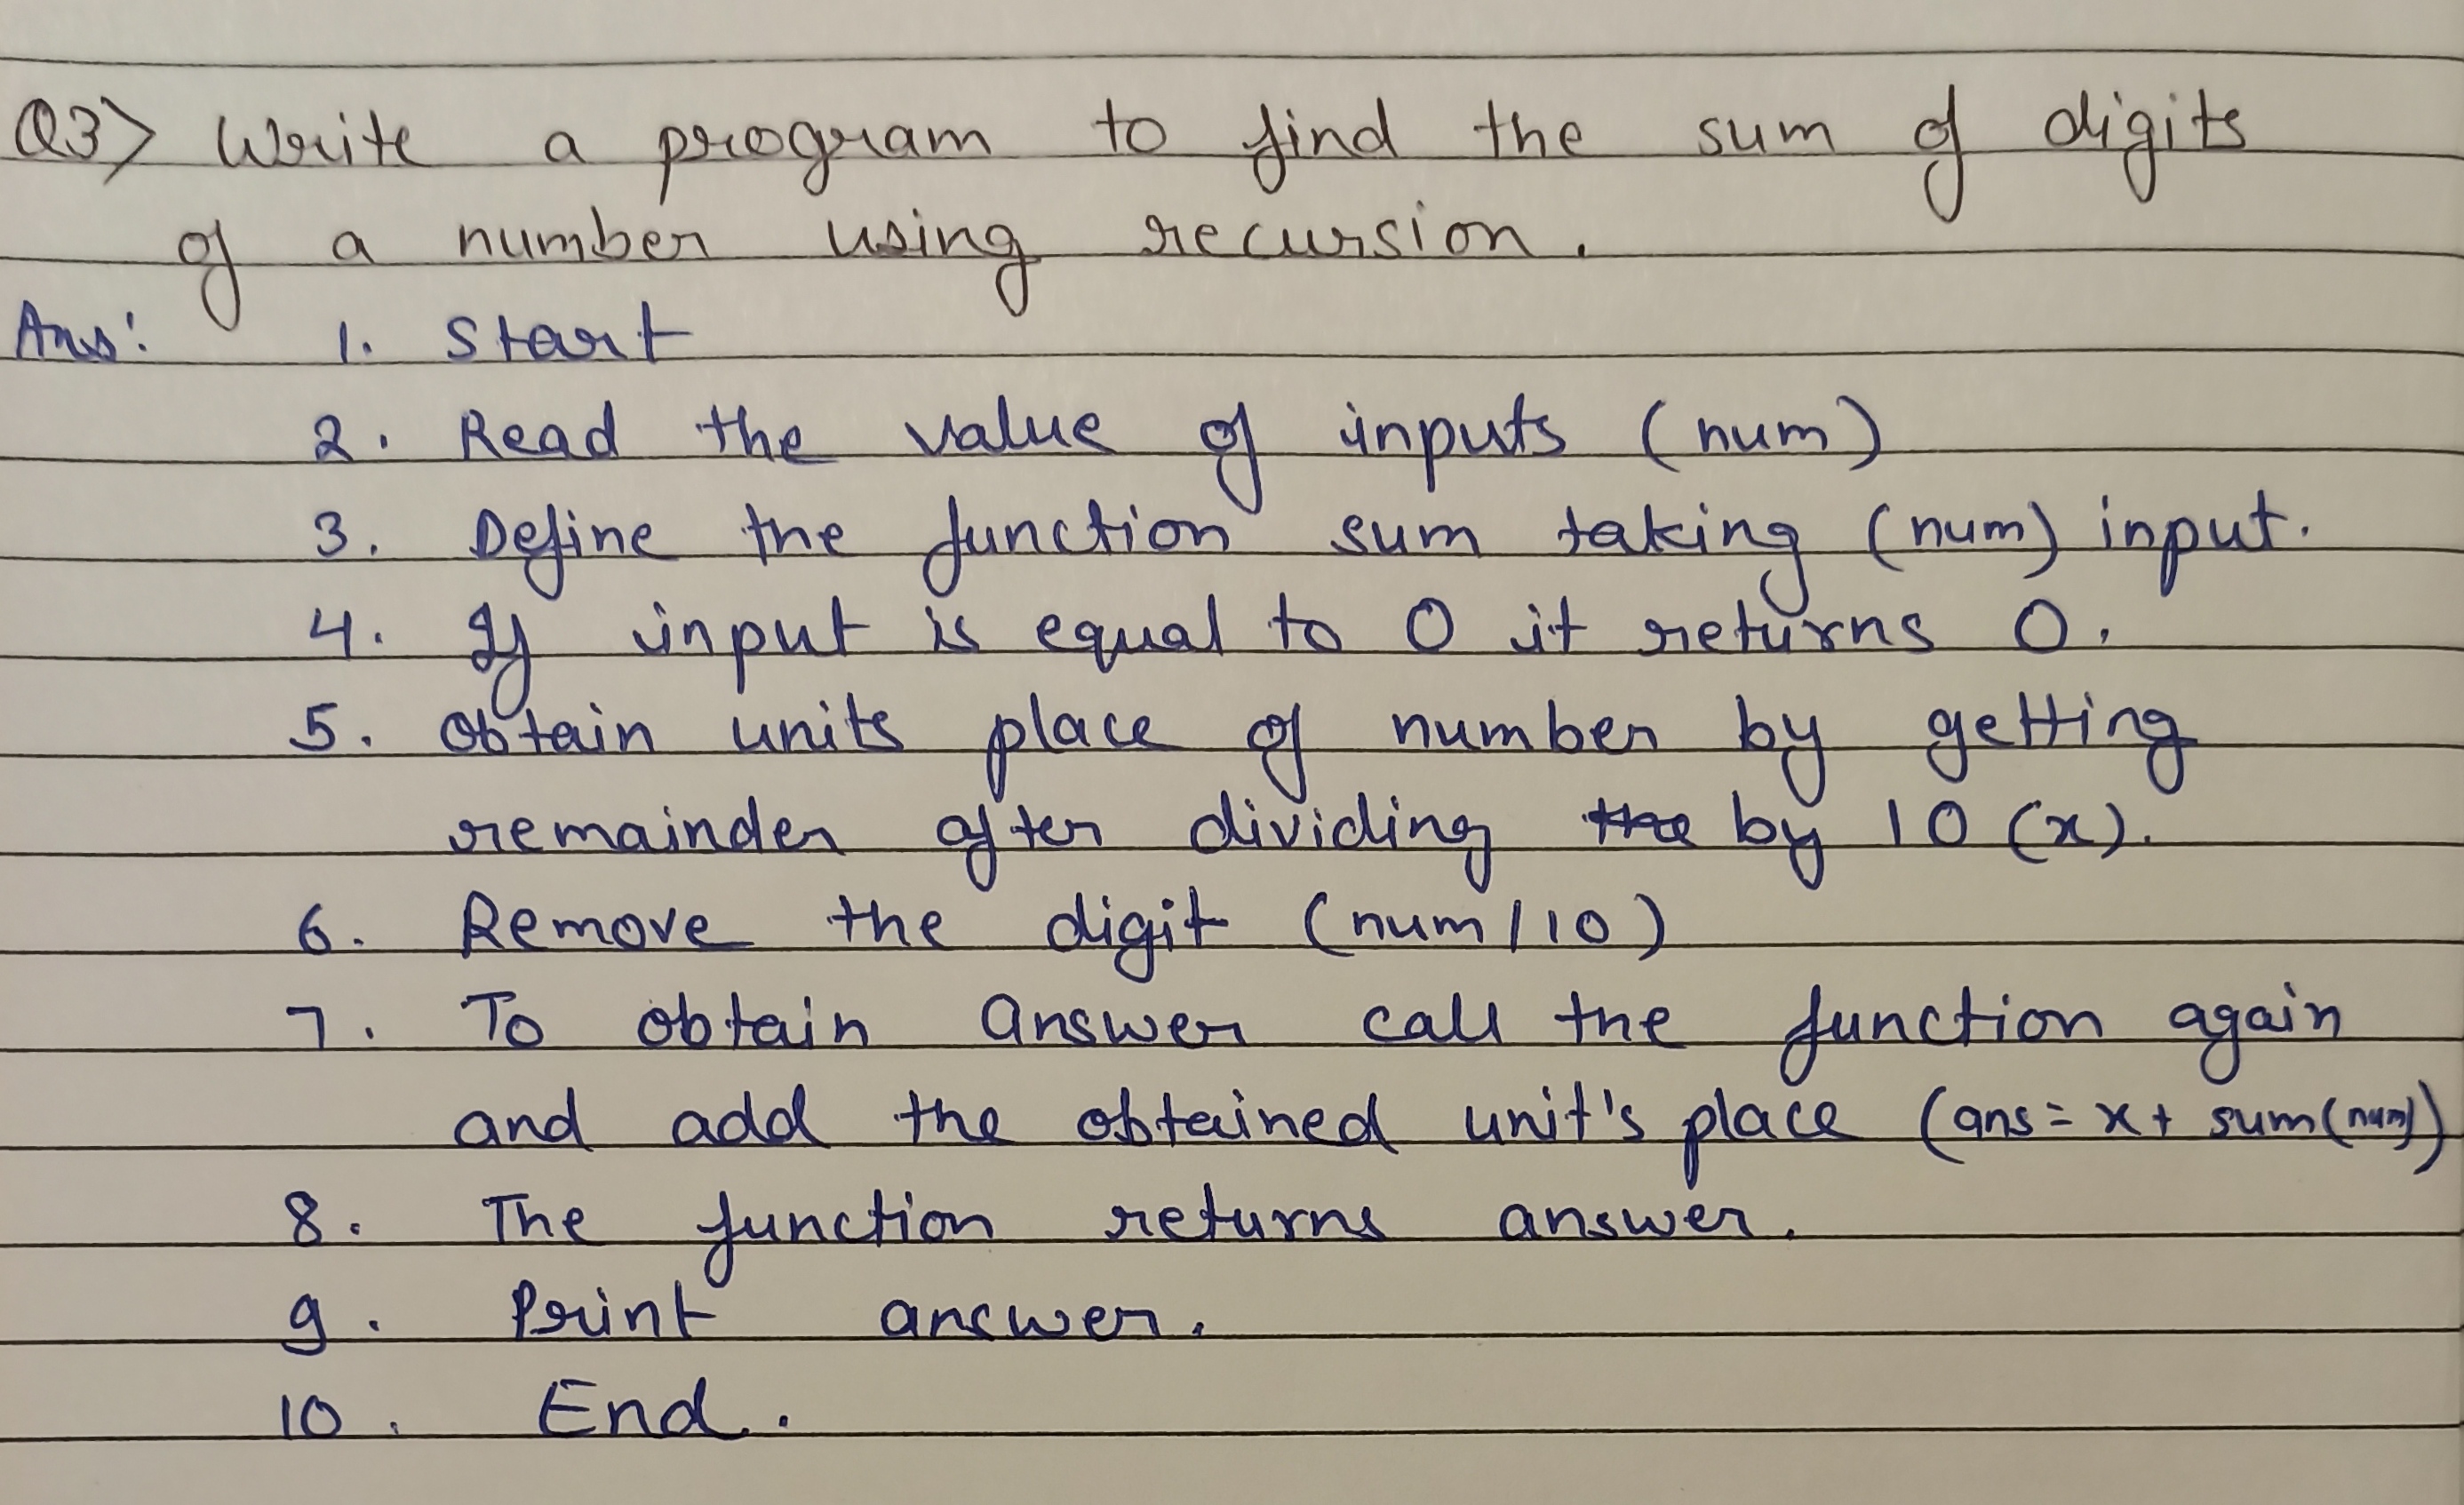 Q3> Write a program to find the sum of digits
of a number using recursion.
Ans: 1. Start
2. Read the value of inputs (num)
3. Define the function sum taking (num) input.
4. If input is equal to 0 it returns 0.
5. Obtain units place of number by getting
remainder after dividing the by 10 (x).
6. Remove the digit (num/10)
7. To obtain answer call the function again
and add the obtained unit's place (ans = x + sum(num))
8. The function returns answer.
9. Print answer.
10. End.